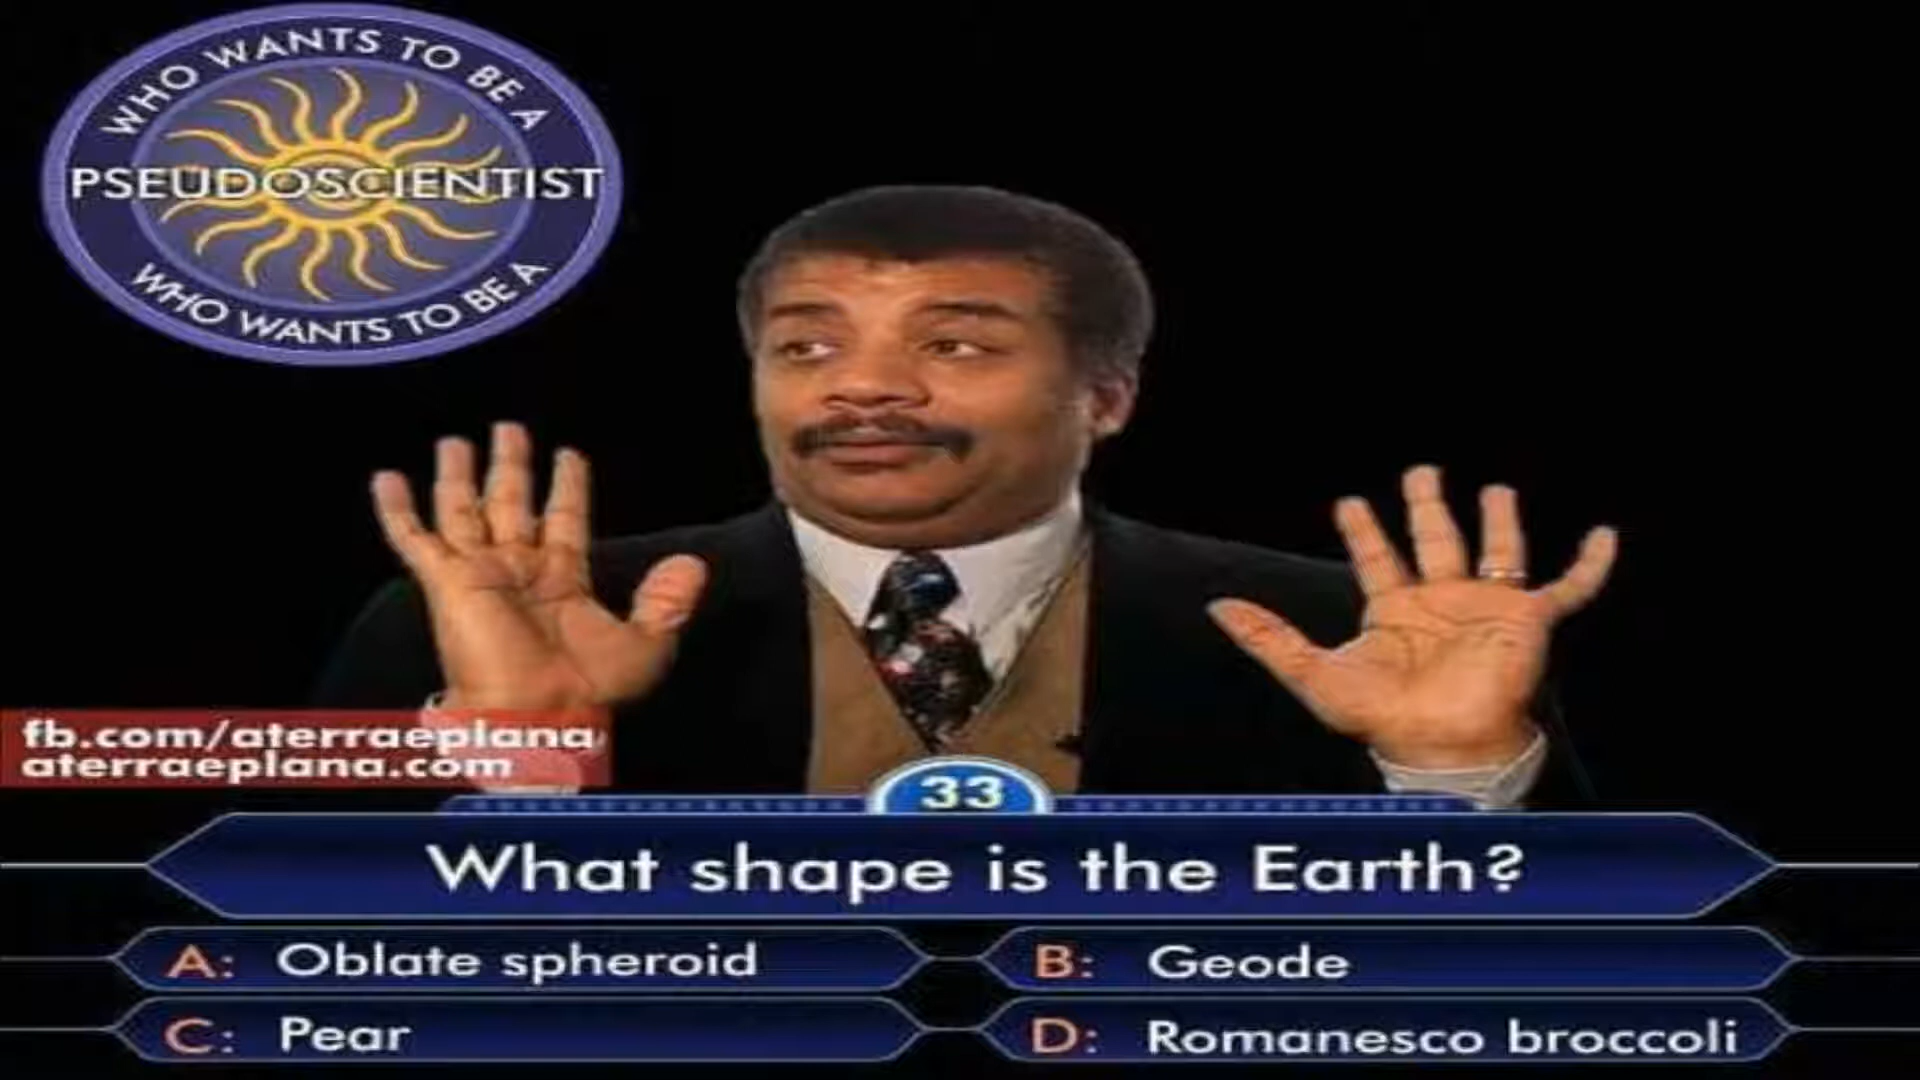 WHO WANTS TO BE A
PSEUDOSCIENTIST
WHO WANTS TO BE A
fb.com/aterraeplana
aterraeplana.com
33
What shape is the Earth?
A: Oblate spheroid
B: Geode
C: Pear
D: Romanesco broccoli